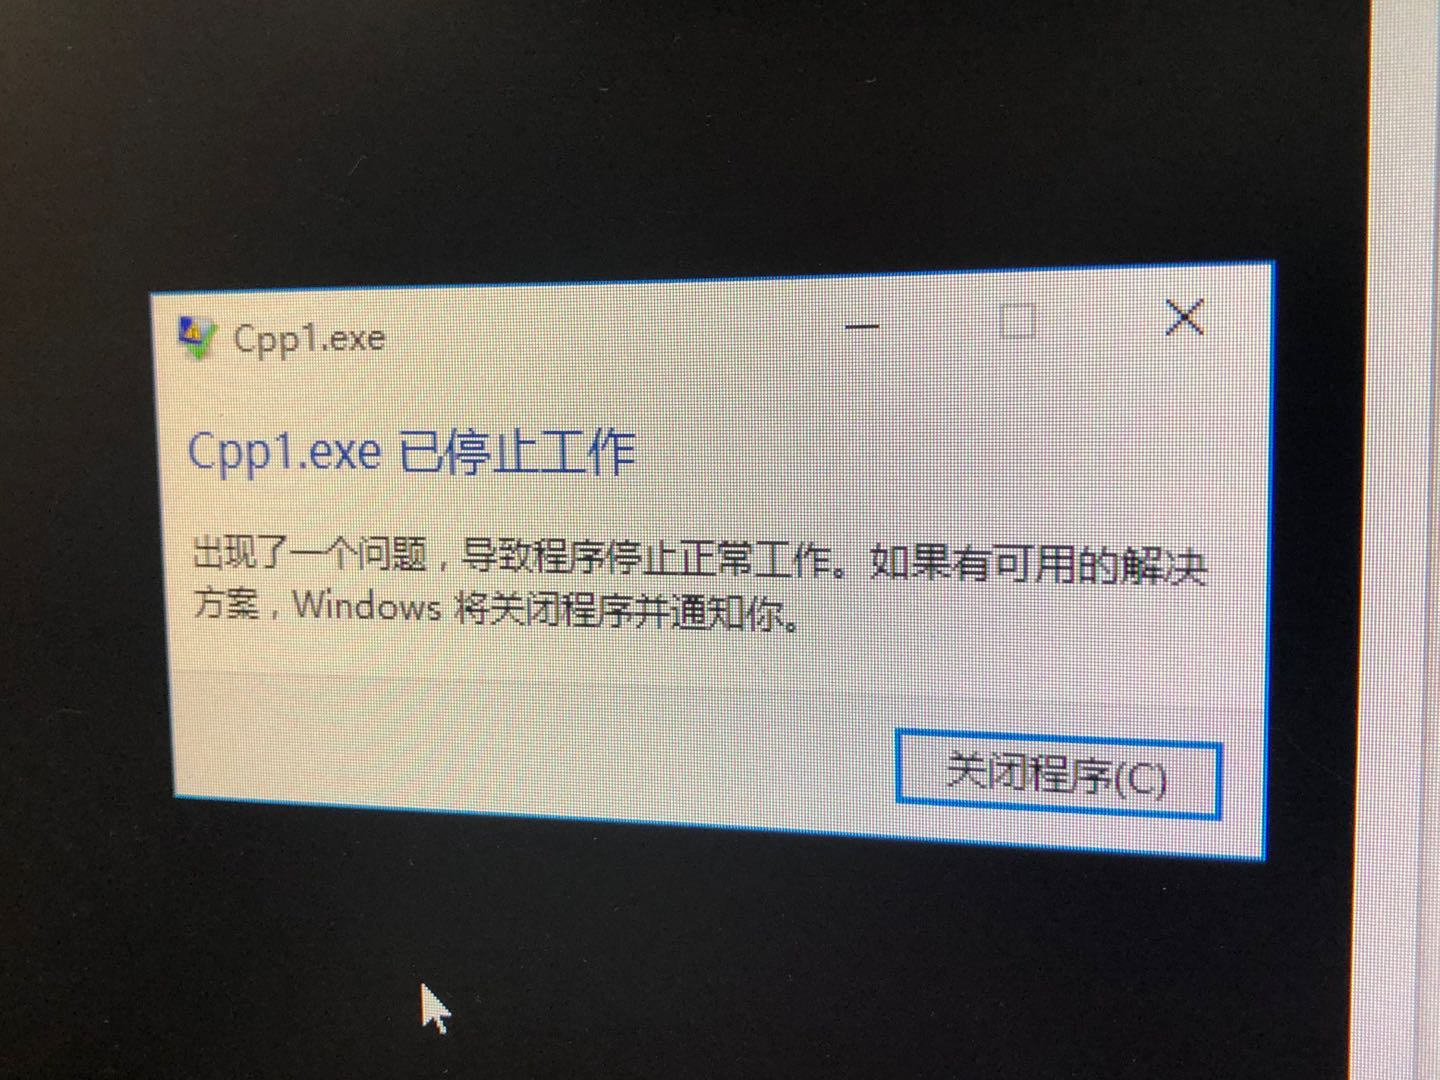 Cpp1.exe
Cpp1.exe 已停止工作
出现了一个问题，导致程序停止正常工作。如果有可用的解决
方案，Windows 将关闭程序并通知你。
关闭程序(C)